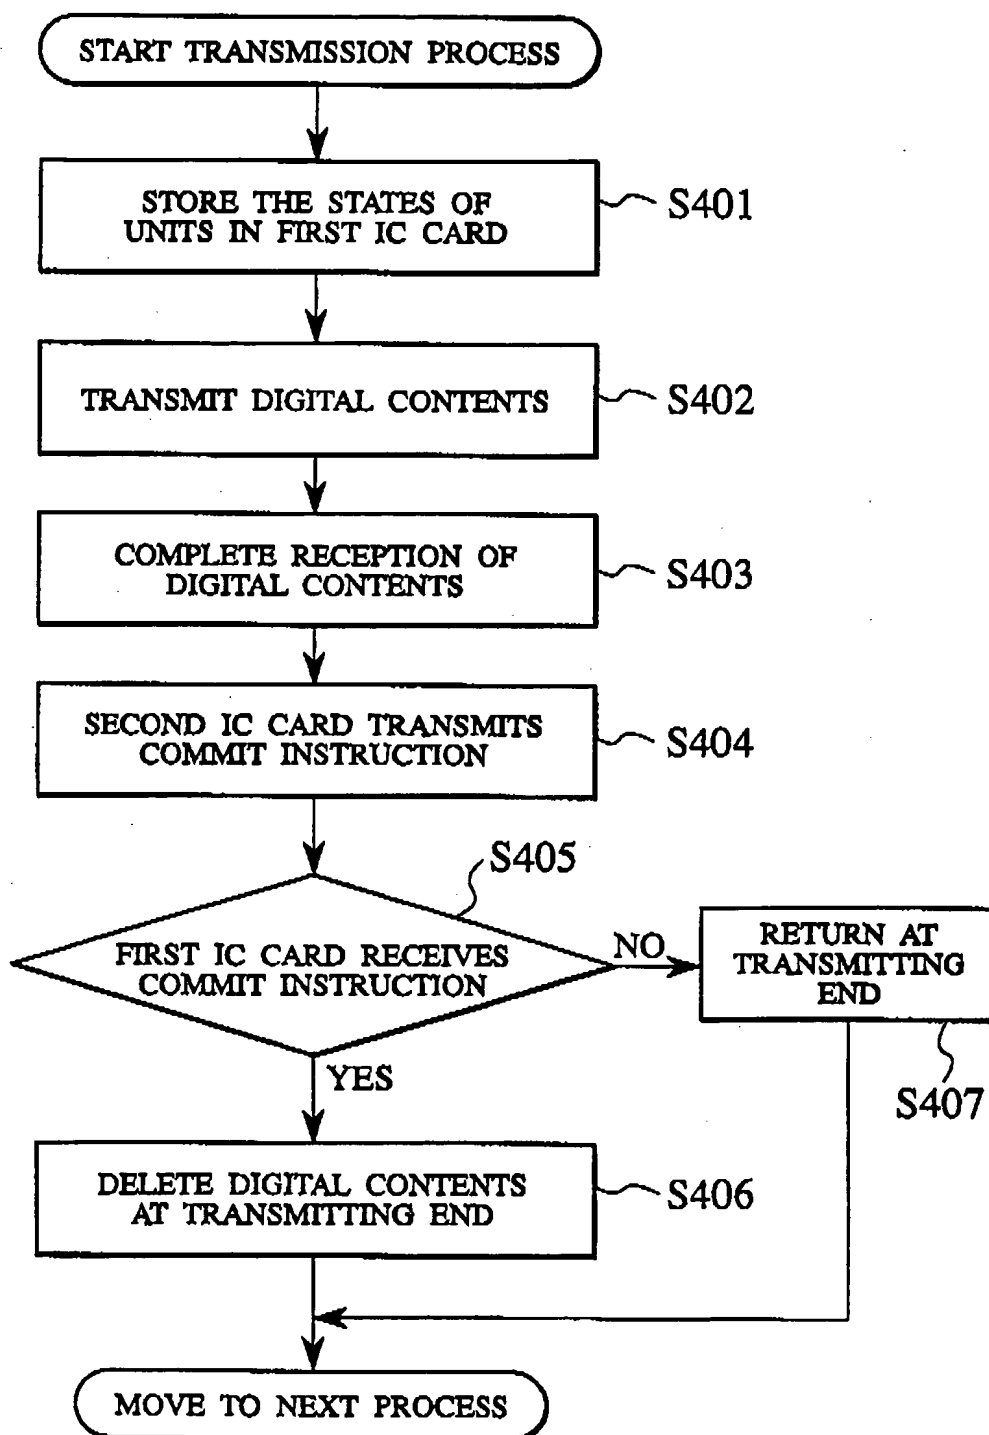 START TRANSMISSION PROCESS
STORE THE STATES OF
UNITS IN FIRST IC CARD
S401
TRANSMIT DIGITAL CONTENTS
S402
COMPLETE RECEPTION OF
DIGITAL CONTENTS
S403
SECOND IC CARD TRANSMITS
COMMIT INSTRUCTION
S404
S405
FIRST IC CARD RECEIVES
COMMIT INSTRUCTION
NO
RETURN AT
TRANSMITTING
END
S407
YES
DELETE DIGITAL CONTENTS
AT TRANSMITTING END
S406
MOVE TO NEXT PROCESS